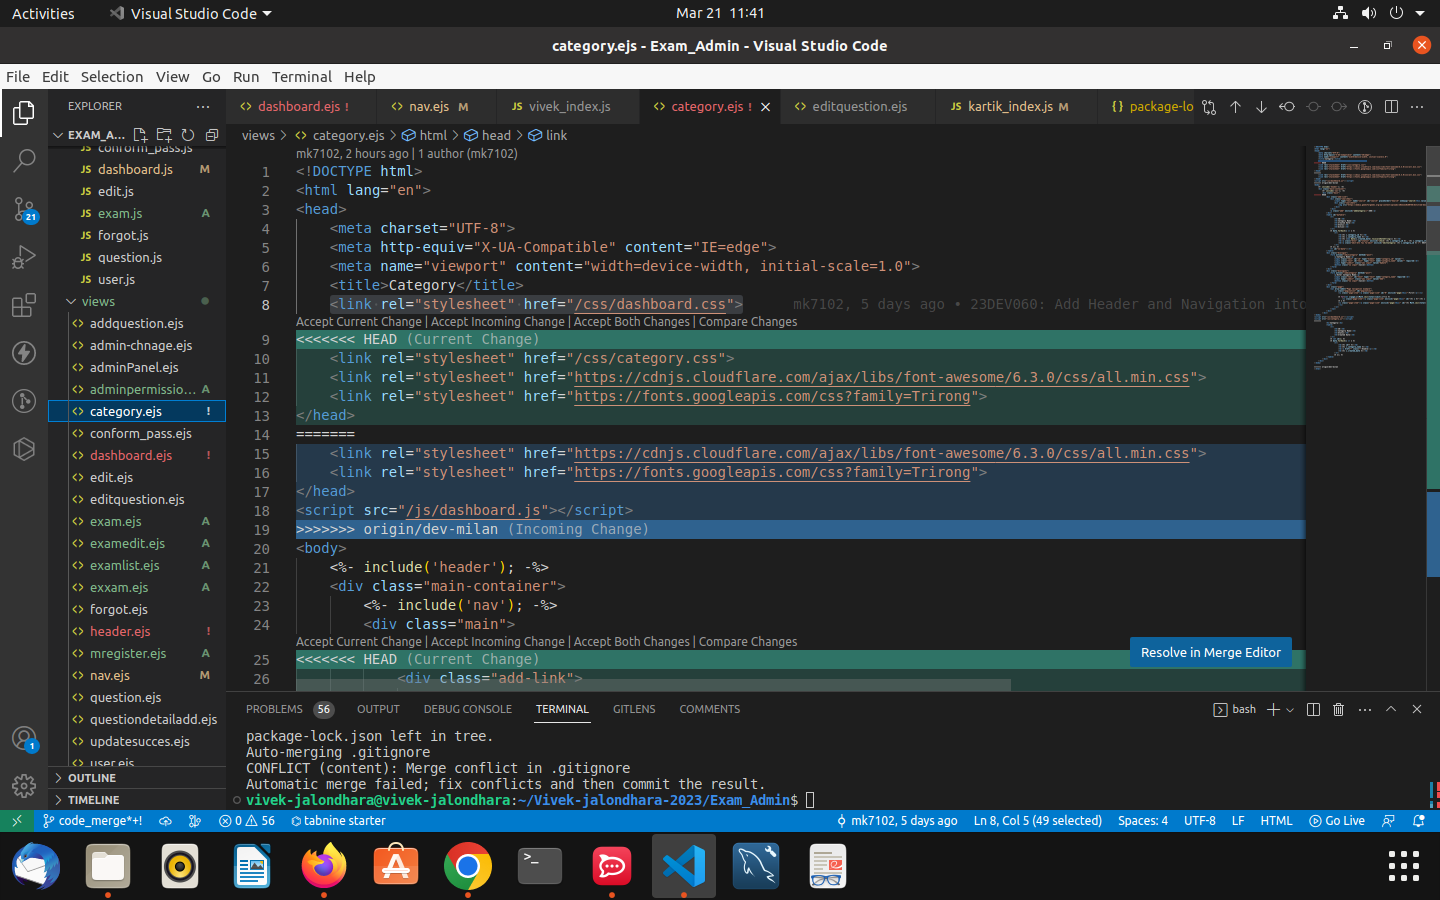 Activities
Visual Studio Code
Mar 21 11:41
category.ejs - Exam_Admin - Visual Studio Code
File Edit Selection View Go Run Terminal Help
EXPLORER
dashboard.ejs !
nav.ejs M
vivek_index.js
category.ejs !
editquestion.ejs
kartik_index.js M
package-lo
EXAM_A...
views > category.ejs > html > head > link
conform_pass.js
JS dashboard.js M
JS edit.js
JS exam.js A
JS forgot.js
JS question.js
JS user.js
views
addquestion.ejs
admin-chnage.ejs
adminPanel.ejs
adminpermissio... A
category.ejs !
conform_pass.ejs
dashboard.ejs !
edit.ejs
editquestion.ejs
exam.ejs A
examedit.ejs A
examlist.ejs A
exxam.ejs A
forgot.ejs
header.ejs !
mregister.ejs A
nav.ejs M
question.ejs
questiondetailadd.ejs
updatesucces.ejs
user.ejs
OUTLINE
TIMELINE
21
1
mk7102, 2 hours ago | 1 author (mk7102)
1 <!DOCTYPE html>
2 <html lang="en">
3 <head>
4 <meta charset="UTF-8">
5 <meta http-equiv="X-UA-Compatible" content="IE=edge">
6 <meta name="viewport" content="width=device-width, initial-scale=1.0">
7 <title>Category</title>
8 <link rel="stylesheet" href="/css/dashboard.css"> mk7102, 5 days ago • 23DEV060: Add Header and Navigation into
Accept Current Change | Accept Incoming Change | Accept Both Changes | Compare Changes
9 <<<<<<< HEAD (Current Change)
10 <link rel="stylesheet" href="/css/category.css">
11 <link rel="stylesheet" href="https://cdnjs.cloudflare.com/ajax/libs/font-awesome/6.3.0/css/all.min.css">
12 <link rel="stylesheet" href="https://fonts.googleapis.com/css?family=Trirong">
13 </head>
14 =======
15 <link rel="stylesheet" href="https://cdnjs.cloudflare.com/ajax/libs/font-awesome/6.3.0/css/all.min.css">
16 <link rel="stylesheet" href="https://fonts.googleapis.com/css?family=Trirong">
17 </head>
18 <script src="/js/dashboard.js"></script>
19 >>>>>>> origin/dev-milan (Incoming Change)
20 <body>
21 <%- include('header'); -%>
22 <div class="main-container">
23 <%- include('nav'); -%>
24 <div class="main">
Accept Current Change | Accept Incoming Change | Accept Both Changes | Compare Changes
25 <<<<<<< HEAD (Current Change)
26 <div class="add-link">
Resolve in Merge Editor
PROBLEMS 56 OUTPUT DEBUG CONSOLE TERMINAL GITLENS COMMENTS
bash
package-lock.json left in tree.
Auto-merging .gitignore
CONFLICT (content): Merge conflict in .gitignore
Automatic merge failed; fix conflicts and then commit the result.
vivek-jalondhara@vivek-jalondhara:~/Vivek-jalondhara-2023/Exam_Admin$
code_merge*+! 0 56 tabnine starter
mk7102, 5 days ago Ln 8, Col 5 (49 selected) Spaces: 4 UTF-8 LF HTML Go Live